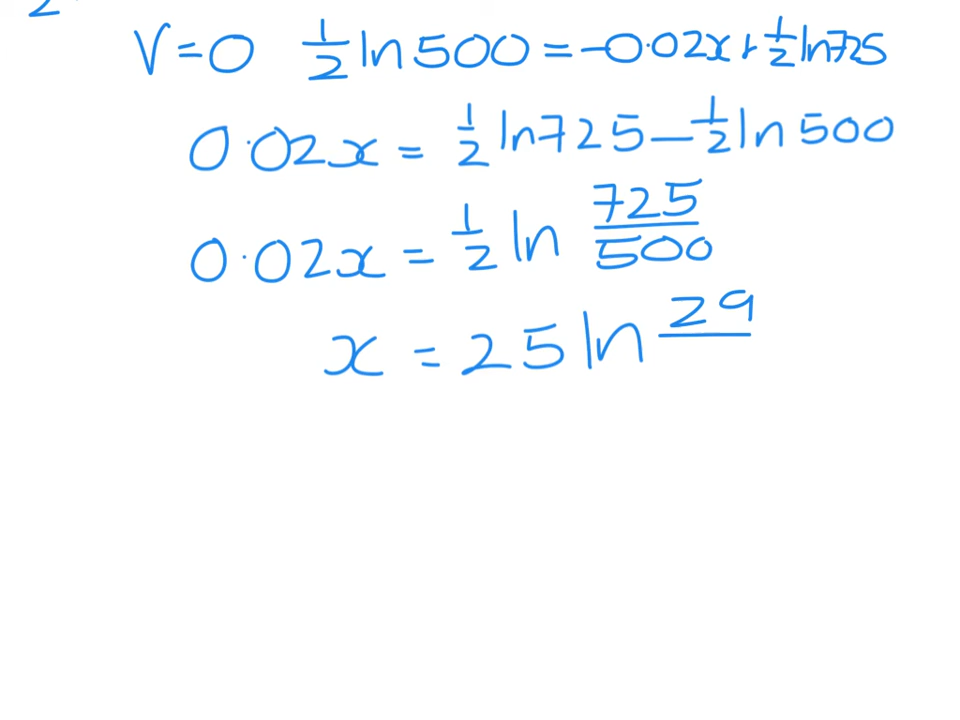 2
V=0 ½ ln 500 = -0.02x + ½ ln 725
0.02x = ½ ln 725 - ½ ln 500
0.02x = ½ ln 725/500
x = 25 ln 29/